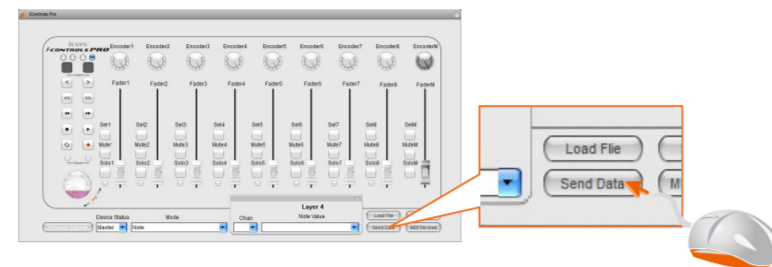 iControls Pro
iCON
iCONTROLS PRO
Encoder1 Encoder2 Encoder3 Encoder4 Encoder5 Encoder6 Encoder7 Encoder8 EncoderM
Fader1 Fader2 Fader3 Fader4 Fader5 Fader6 Fader7 Fader8 FaderM
Sel1 Sel2 Sel3 Sel4 Sel5 Sel6 Sel7 Sel8 SelM
Mute1 Mute2 Mute3 Mute4 Mute5 Mute6 Mute7 Mute8 MuteM
Solo1 Solo2 Solo3 Solo4 Solo5 Solo6 Solo7 Solo8 SoloM
Layer 4
Device Status Mode Chan Note Value
Master Note
Load Flie
Send Data MIDI Devices
Load Flie
Send Data M